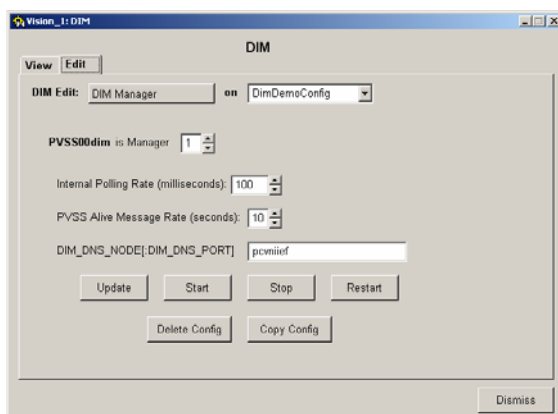 Vision_1: DIM
DIM
View Edit
DIM Edit: DIM Manager on DimDemoConfig
PVSS00dim is Manager 1
Internal Polling Rate (milliseconds): 100
PVSS Alive Message Rate (seconds): 10
DIM_DNS_NODE[:DIM_DNS_PORT] pcvniief
Update Start Stop Restart
Delete Config Copy Config
Dismiss